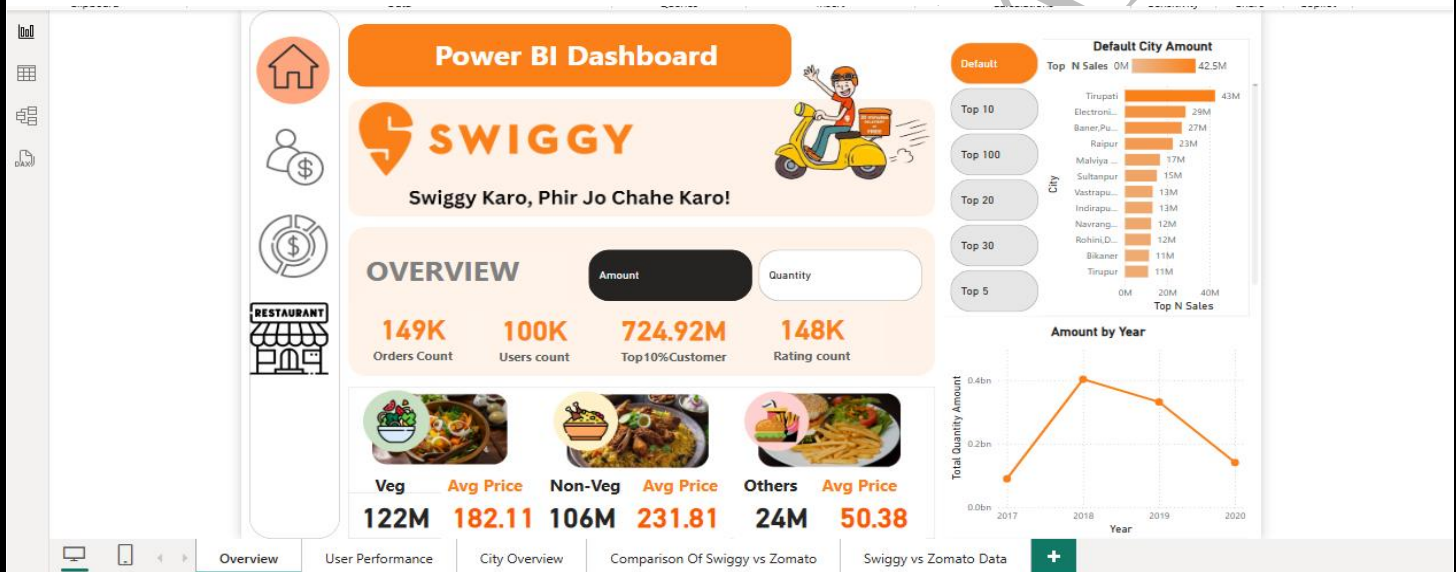 Power BI Dashboard
SWIGGY
Swiggy Karo, Phir Jo Chahe Karo!
RESTAURANT
DAX
OVERVIEW
Amount
Quantity
149K
Orders Count
100K
Users count
724.92M
Top10%Customer
148K
Rating count
Veg
Avg Price
Non-Veg
Avg Price
Others
Avg Price
122M
182.11
106M
231.81
24M
50.38
Default
Top 10
Top 100
Top 20
Top 30
Top 5
Default City Amount
Top N Sales 0M 42.5M
City
Tirupati 43M
Electroni... 29M
Baner,Pu... 27M
Raipur 23M
Malviya ... 17M
Sultanpur 15M
Vastrapu... 13M
Indirapu... 13M
Navrang... 12M
Rohini,D... 12M
Bikaner 11M
Tirupur 11M
0M 20M 40M
Top N Sales
Amount by Year
Total Quantity Amount
0.4bn
0.2bn
0.0bn
2017 2018 2019 2020
Year
Overview
User Performance
City Overview
Comparison Of Swiggy vs Zomato
Swiggy vs Zomato Data
+